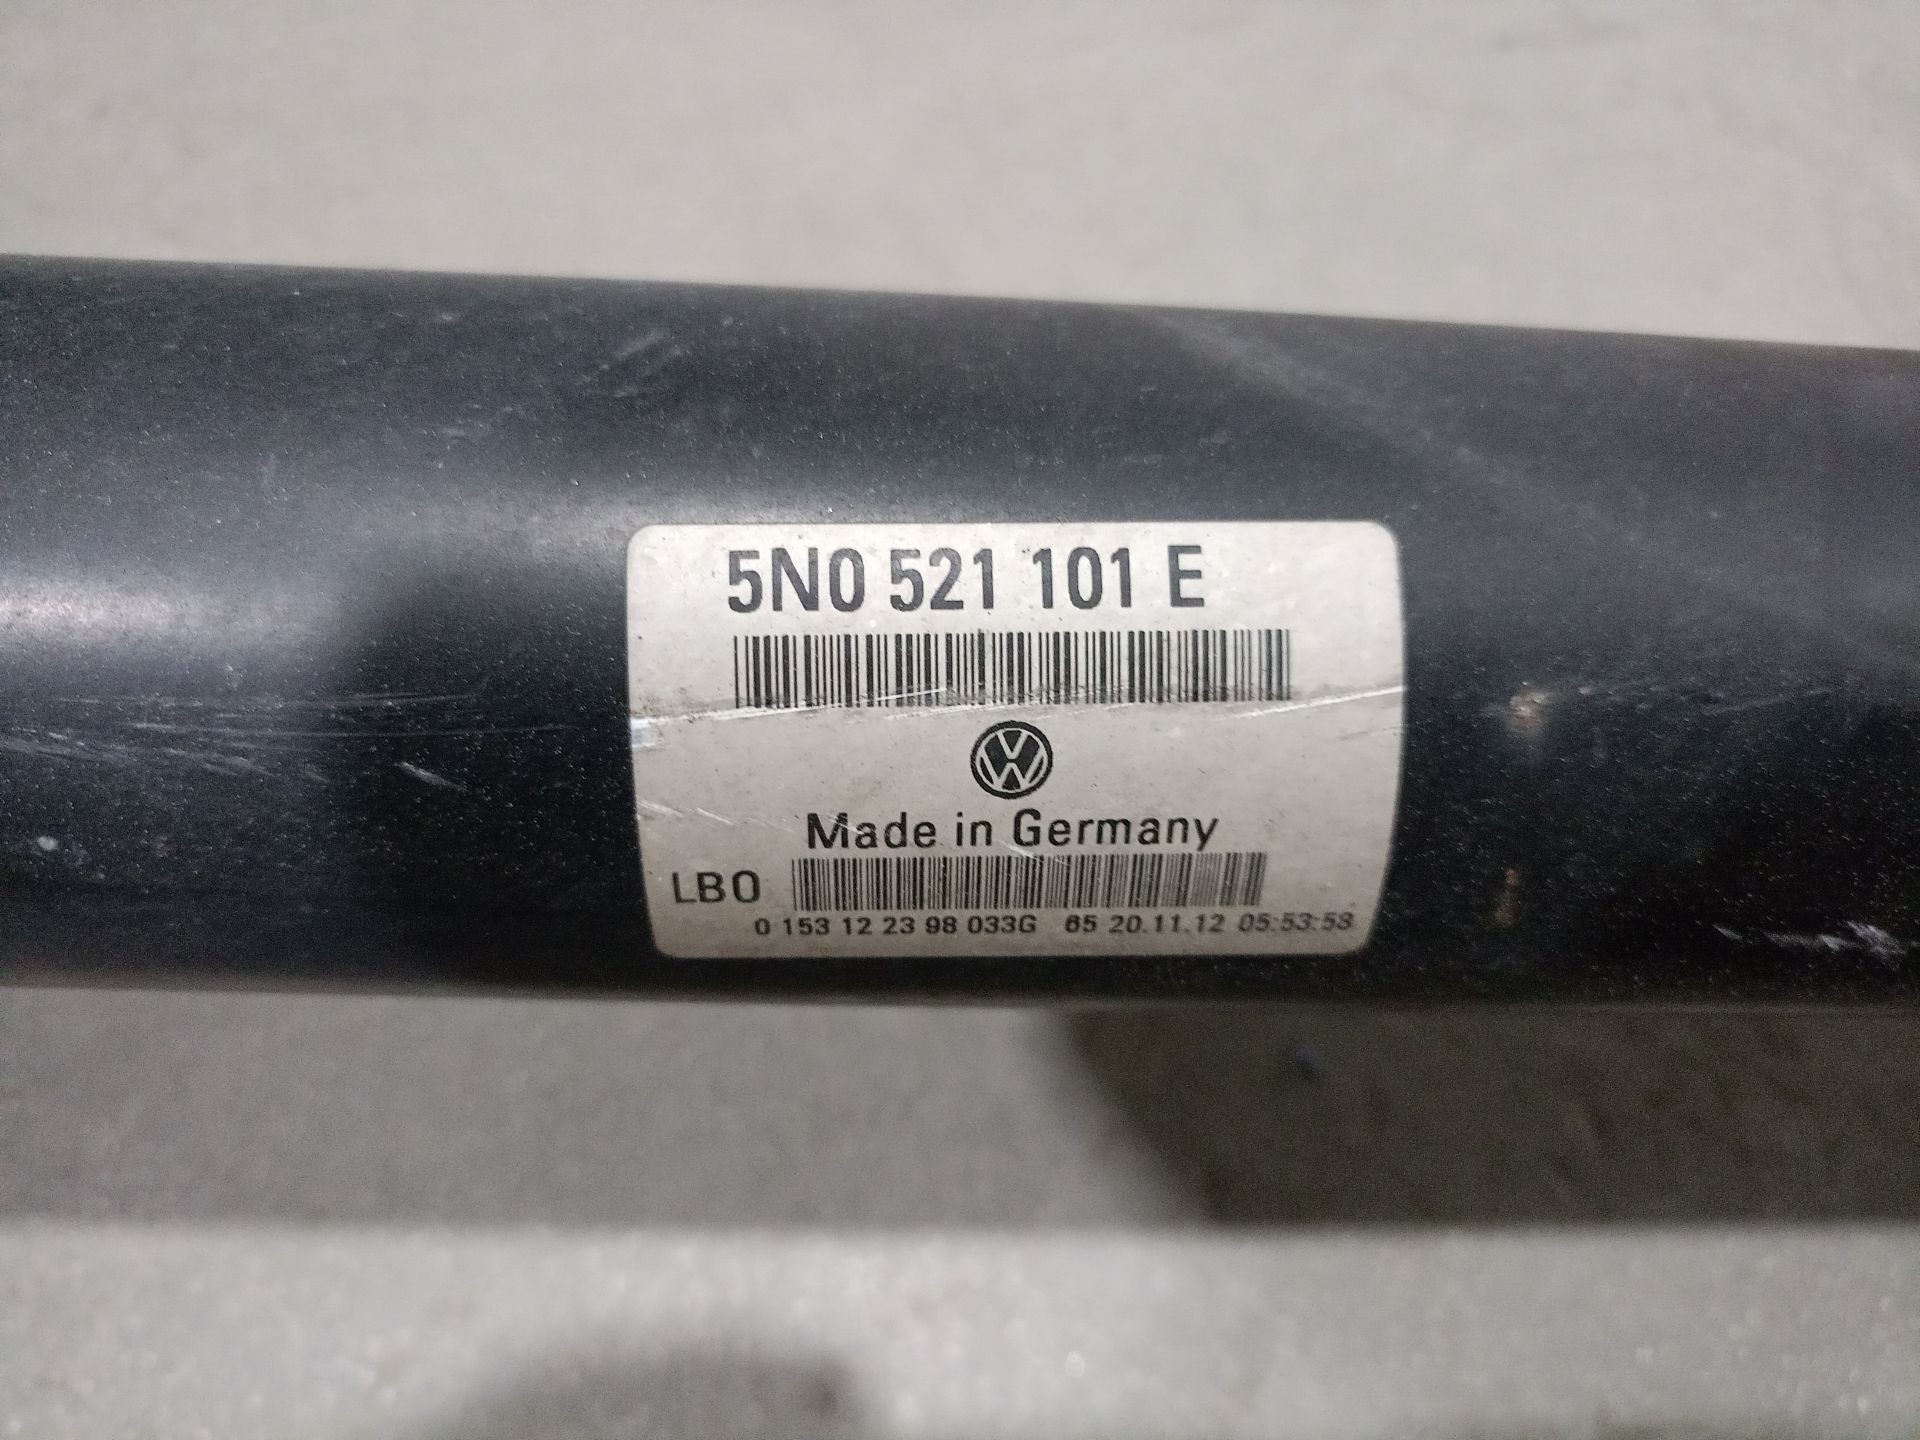 5N0 521 101 E
Made in Germany
LB0
0 153 12 23 98 033G 65 20.11.12 05:53:58